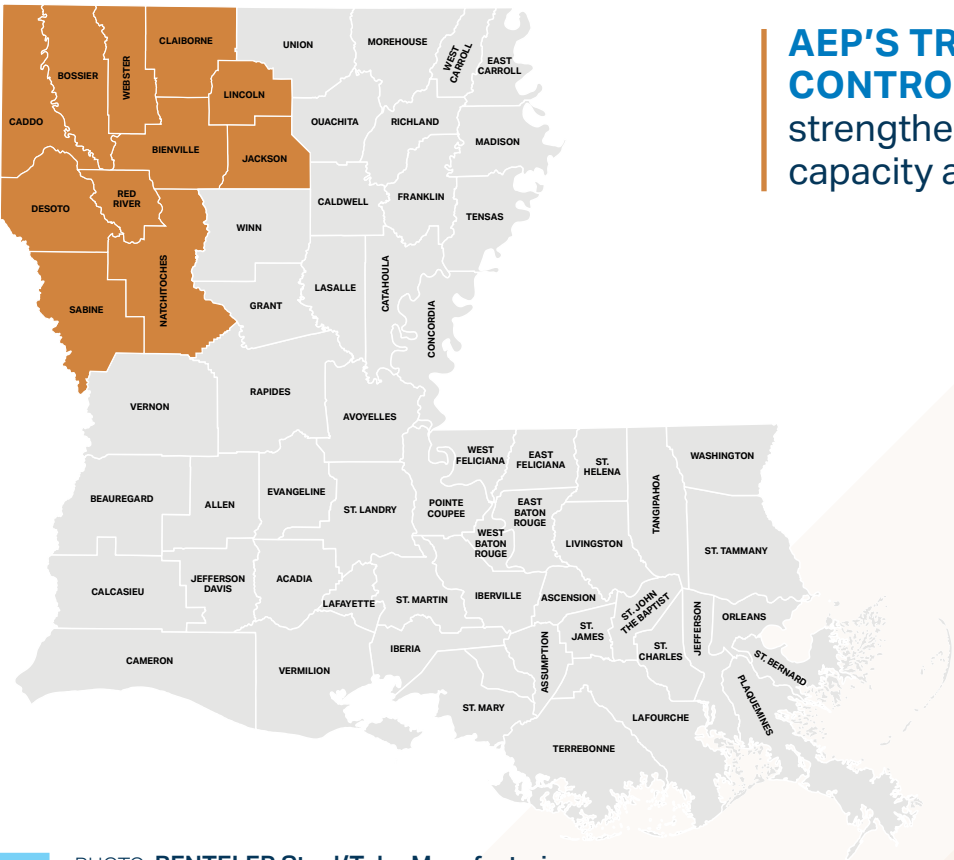 CLAIBORNE
UNION
MOREHOUSE
WEST
CARROLL
EAST
CARROLL
BOSSIER
WEBSTER
LINCOLN
CADDO
OUACHITA
RICHLAND
MADISON
BIENVILLE
JACKSON
DESOTO
RED
RIVER
CALDWELL
FRANKLIN
TENSAS
WINN
NATCHITOCHES
SABINE
GRANT
LASALLE
CATAHOULA
CONCORDIA
VERNON
RAPIDES
AVOYELLES
WEST
FELICIANA
EAST
FELICIANA
ST.
HELENA
TANGIPAHOA
WASHINGTON
BEAUREGARD
ALLEN
EVANGELINE
ST. LANDRY
POINTE
COUPEE
EAST
BATON
ROUGE
WEST
BATON
ROUGE
LIVINGSTON
ST. TAMMANY
CALCASIEU
JEFFERSON
DAVIS
ACADIA
LAFAYETTE
ST. MARTIN
IBERVILLE
ASCENSION
ST. JOHN
THE BAPTIST
JEFFERSON
ORLEANS
ST.
JAMES
ST.
CHARLES
ST. BERNARD
CAMERON
VERMILION
IBERIA
ASSUMPTION
PLAQUEMINES
ST. MARY
LAFOURCHE
TERREBONNE
AEP'S TR
CONTRO
strengthe
capacity a